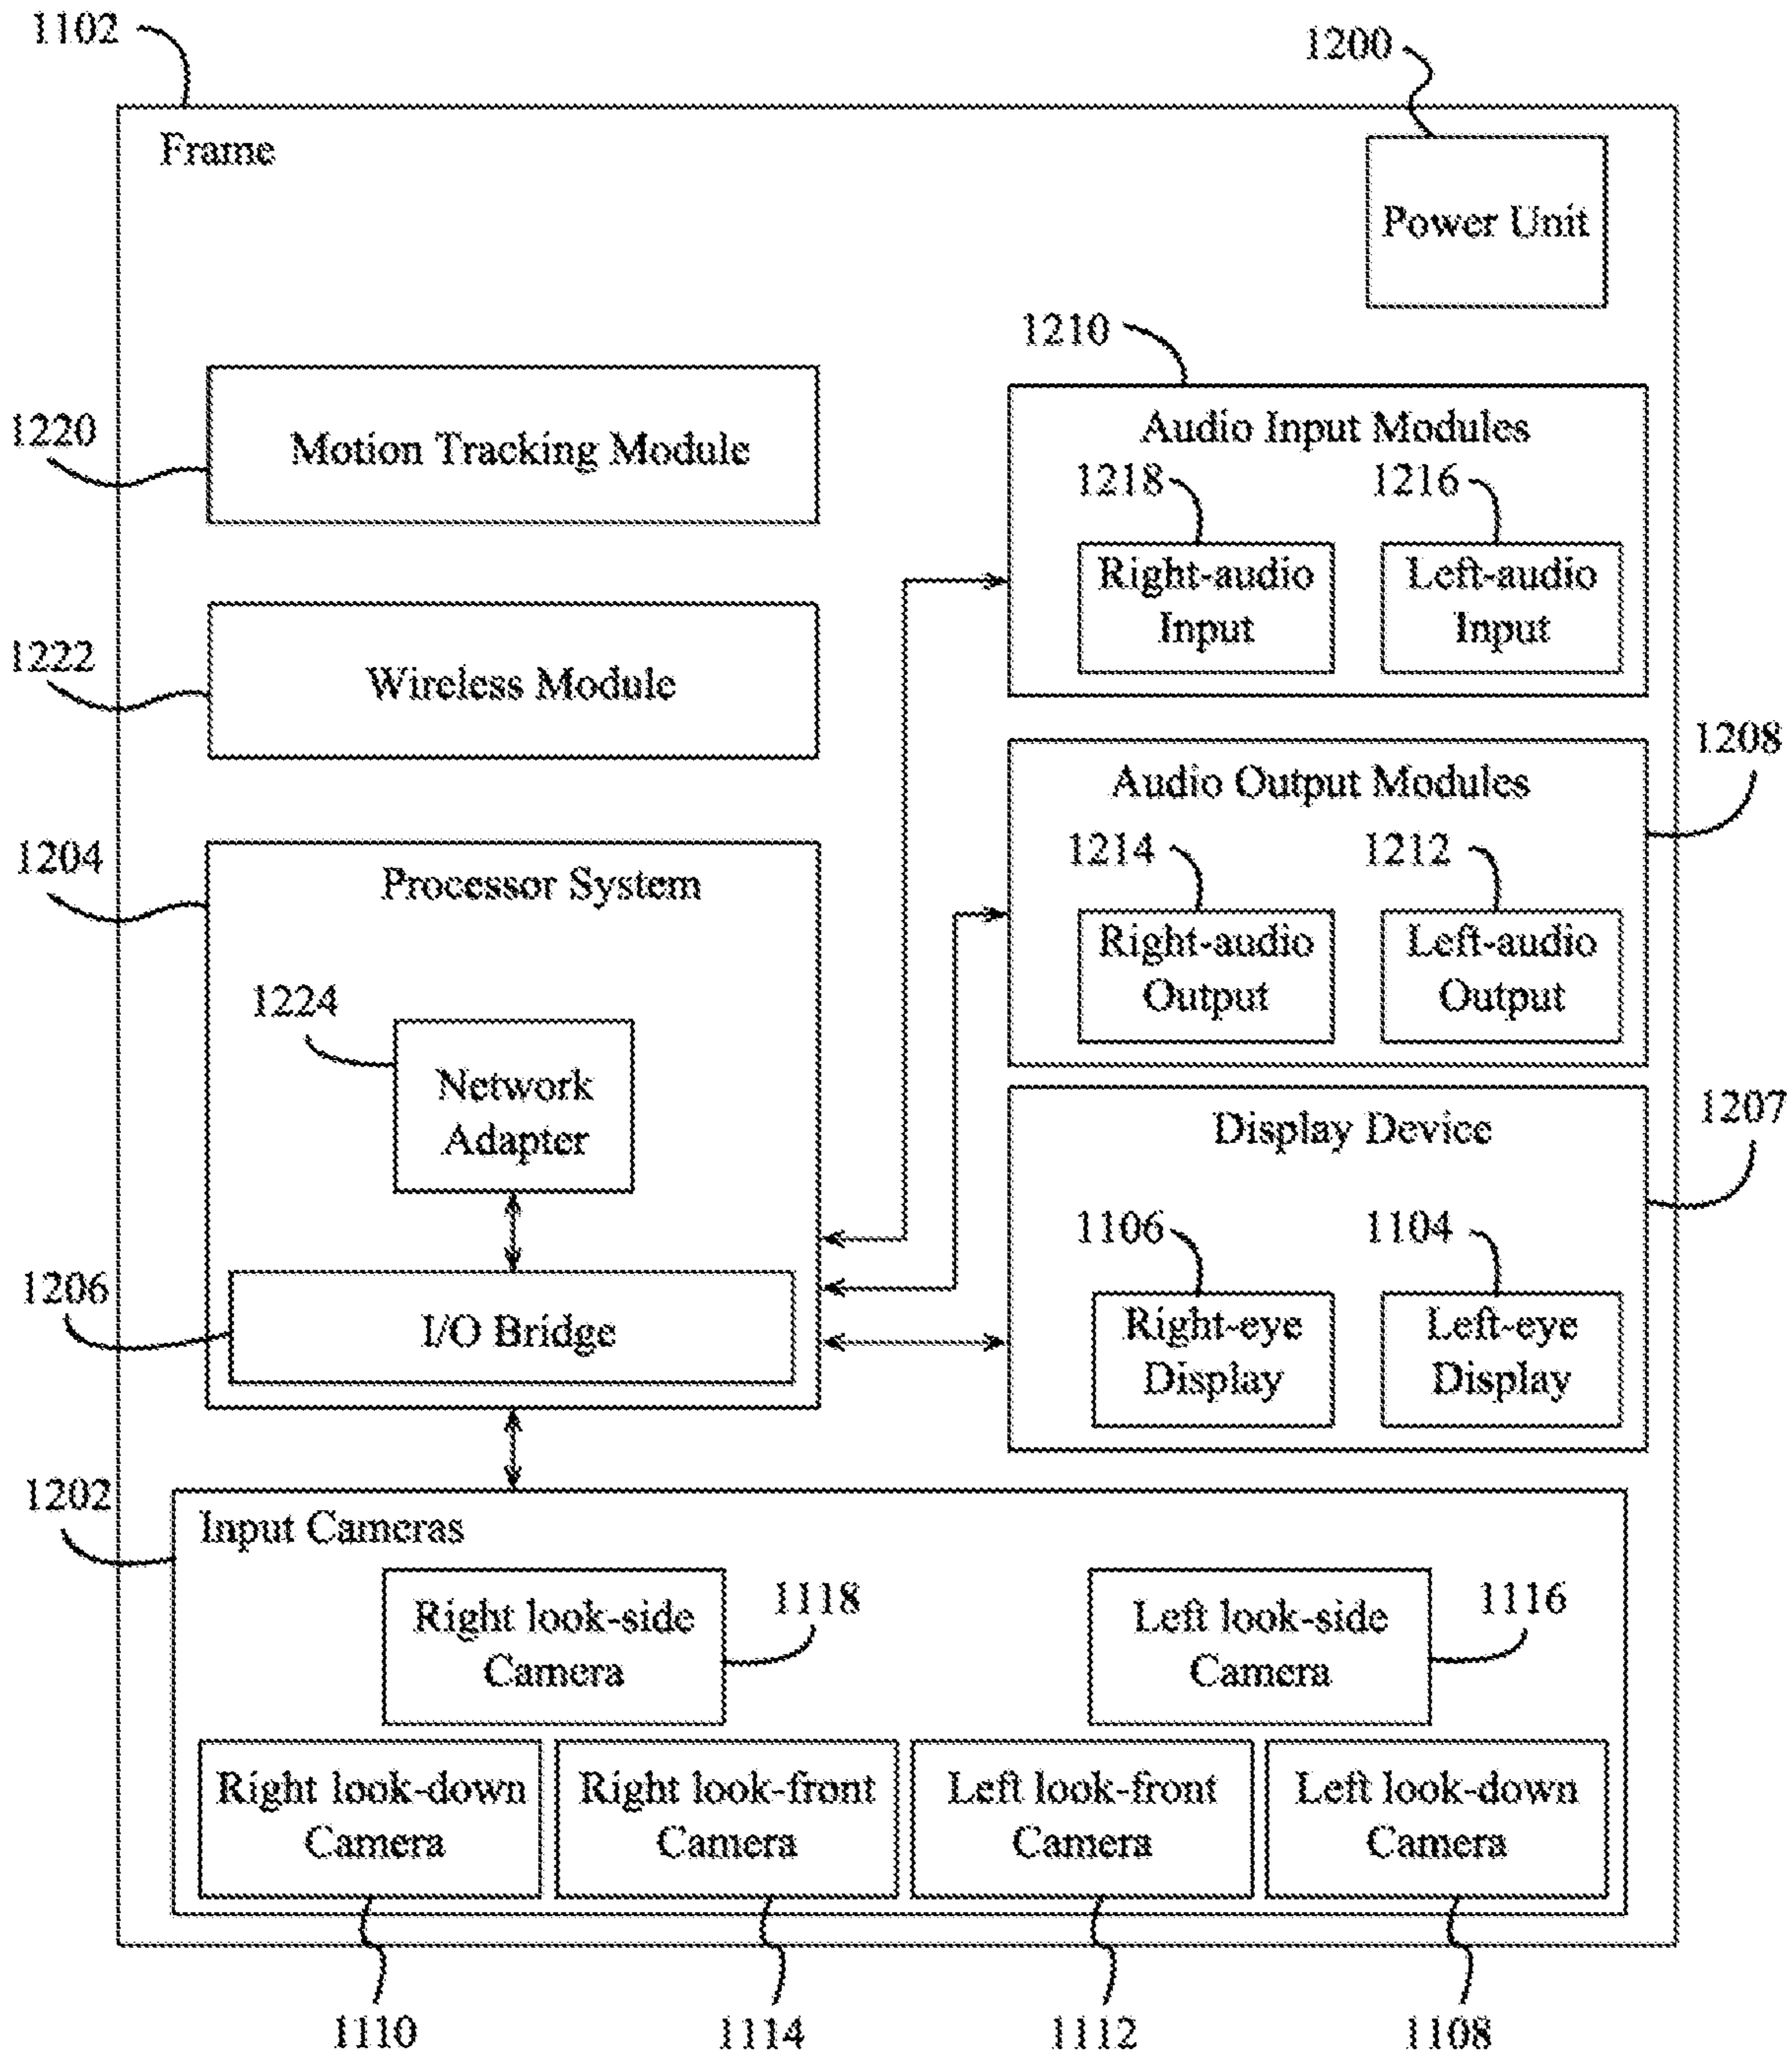 1102
1200
Frame
Power Unit
1210
1220
Motion Tracking Module
Audio Input Modules
1218
1216
Right-audio
Input
Left-audio
Input
1222
Wireless Module
1208
Audio Output Modules
1214
1212
Right-audio
Output
Left-audio
Output
1204
Processor System
1224
Network
Adapter
1207
Display Device
1106
1104
Right-eye
Display
Left-eye
Display
1206
I/O Bridge
1202
Input Cameras
Right look-side
Camera
1118
Left look-side
Camera
1116
Right look-down
Camera
Right look-front
Camera
Left look-front
Camera
Left look-down
Camera
1110
1114
1112
1108